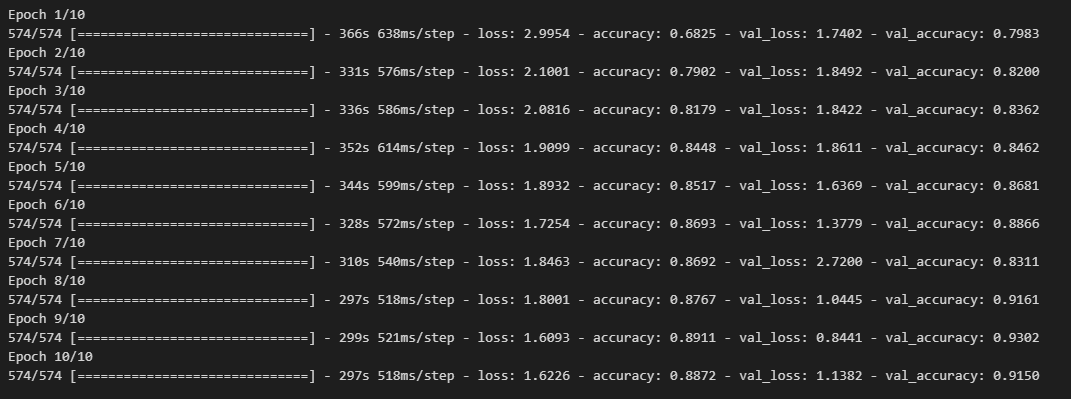 Epoch 1/10
574/574 [==============================] - 366s 638ms/step - loss: 2.9954 - accuracy: 0.6825 - val_loss: 1.7402 - val_accuracy: 0.7983
Epoch 2/10
574/574 [==============================] - 331s 576ms/step - loss: 2.1001 - accuracy: 0.7902 - val_loss: 1.8492 - val_accuracy: 0.8200
Epoch 3/10
574/574 [==============================] - 336s 586ms/step - loss: 2.0816 - accuracy: 0.8179 - val_loss: 1.8422 - val_accuracy: 0.8362
Epoch 4/10
574/574 [==============================] - 352s 614ms/step - loss: 1.9099 - accuracy: 0.8448 - val_loss: 1.8611 - val_accuracy: 0.8462
Epoch 5/10
574/574 [==============================] - 344s 599ms/step - loss: 1.8932 - accuracy: 0.8517 - val_loss: 1.6369 - val_accuracy: 0.8681
Epoch 6/10
574/574 [==============================] - 328s 572ms/step - loss: 1.7254 - accuracy: 0.8693 - val_loss: 1.3779 - val_accuracy: 0.8866
Epoch 7/10
574/574 [==============================] - 310s 540ms/step - loss: 1.8463 - accuracy: 0.8692 - val_loss: 2.7200 - val_accuracy: 0.8311
Epoch 8/10
574/574 [==============================] - 297s 518ms/step - loss: 1.8001 - accuracy: 0.8767 - val_loss: 1.0445 - val_accuracy: 0.9161
Epoch 9/10
574/574 [==============================] - 299s 521ms/step - loss: 1.6093 - accuracy: 0.8911 - val_loss: 0.8441 - val_accuracy: 0.9302
Epoch 10/10
574/574 [==============================] - 297s 518ms/step - loss: 1.6226 - accuracy: 0.8872 - val_loss: 1.1382 - val_accuracy: 0.9150